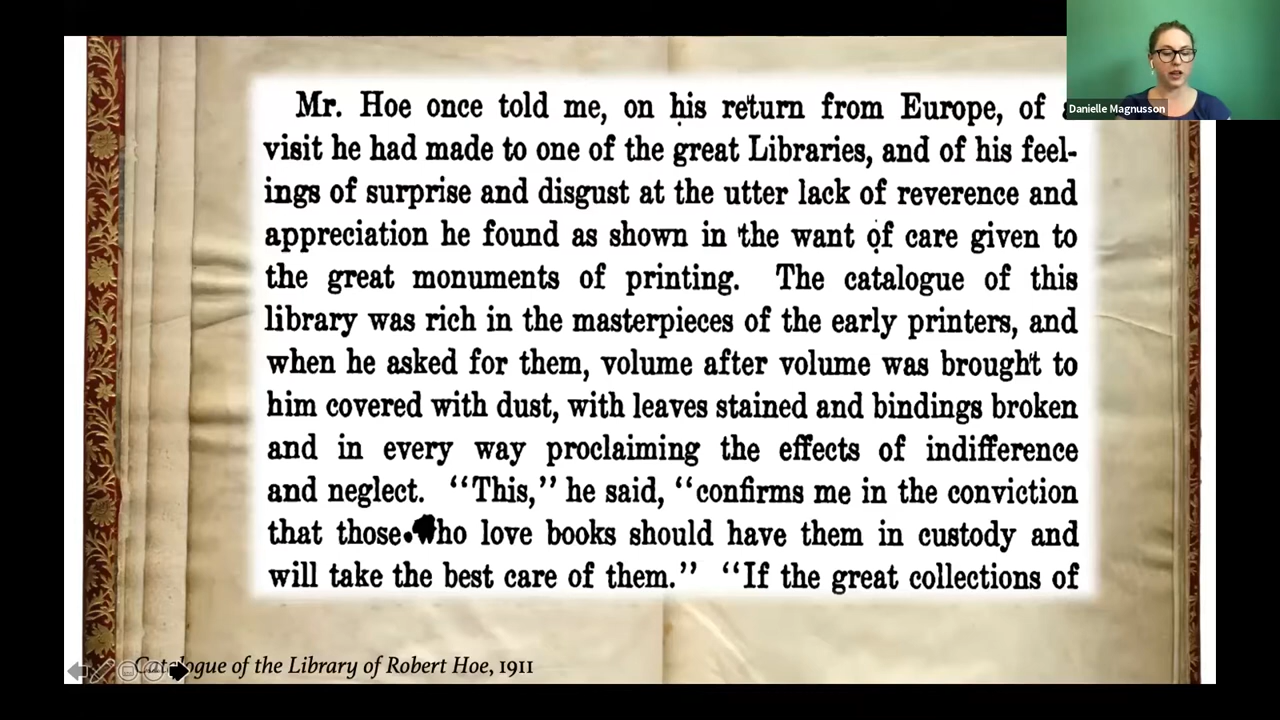 Mr. Hoe once told me, on his return from Europe, of
visit he had made to one of the great Libraries, and of his feel-
ings of surprise and disgust at the utter lack of reverence and
appreciation he found as shown in the want of care given to
the great monuments of printing. The catalogue of this
library was rich in the masterpieces of the early printers, and
when he asked for them, volume after volume was brought to
him covered with dust, with leaves stained and bindings broken
and in every way proclaiming the effects of indifference
and neglect. “This,” he said, “confirms me in the conviction
that those who love books should have them in custody and
will take the best care of them.” “If the great collections of
Catalogue of the Library of Robert Hoe, 1911
Danielle Magnusson